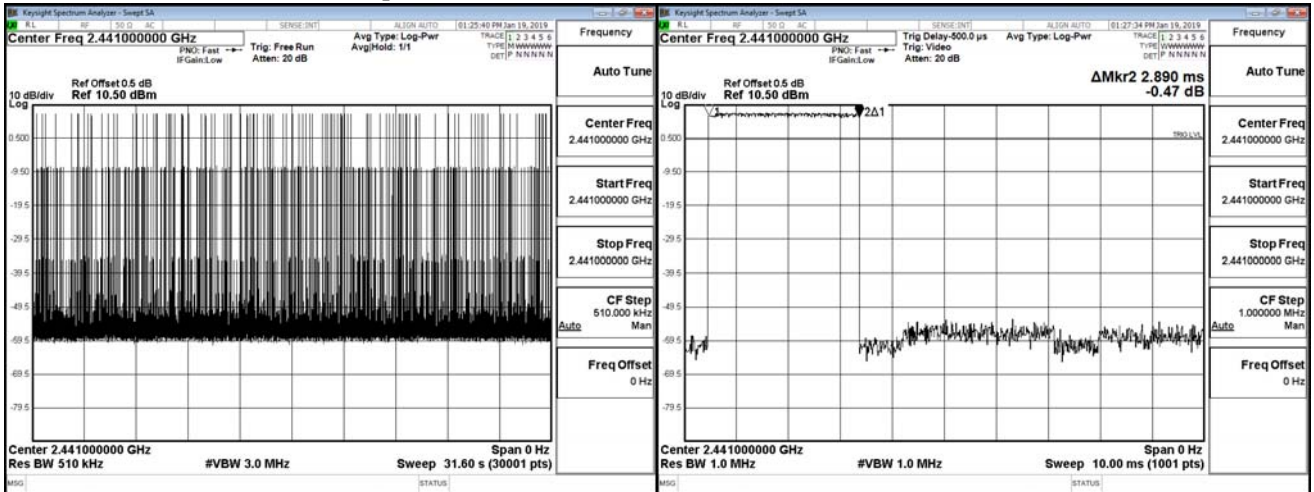 Keysight Spectrum Analyzer - Swept SA
RL RF 50 Ω AC SENSE:INT ALIGN AUTO 01:25:40 PM Jan 19, 2019
Center Freq 2.441000000 GHz
PNO: Fast
IFGain:Low
Trig: Free Run
Atten: 20 dB
Avg Type: Log-Pwr
Avg|Hold: 1/1
TRACE 1 2 3 4 5 6
TYPE M W W W W W
DET P N N N N N
Ref Offset 0.5 dB
10 dB/div Ref 10.50 dBm
Log
0.500
-9.50
-19.5
-29.5
-39.5
-49.5
-59.5
-69.5
-79.5
Center 2.441000000 GHz Span 0 Hz
Res BW 510 kHz #VBW 3.0 MHz Sweep 31.60 s (30001 pts)
MSG STATUS
Frequency
Auto Tune
Center Freq
2.441000000 GHz
Start Freq
2.441000000 GHz
Stop Freq
2.441000000 GHz
CF Step
510.000 kHz
Auto Man
Freq Offset
0 Hz
Keysight Spectrum Analyzer - Swept SA
RL RF 50 Ω AC SENSE:INT ALIGN AUTO 01:27:34 PM Jan 19, 2019
Center Freq 2.441000000 GHz
PNO: Fast
IFGain:Low
Trig Delay-500.0 µs
Trig: Video
Atten: 20 dB
Avg Type: Log-Pwr
TRACE 1 2 3 4 5 6
TYPE W W W W W W
DET P N N N N N
ΔMkr2 2.890 ms
-0.47 dB
Ref Offset 0.5 dB
10 dB/div Ref 10.50 dBm
Log
1
2Δ1
TRIG LVL
0.500
-9.50
-19.5
-29.5
-39.5
-49.5
-59.5
-69.5
-79.5
Center 2.441000000 GHz Span 0 Hz
Res BW 1.0 MHz #VBW 1.0 MHz Sweep 10.00 ms (1001 pts)
MSG STATUS
Frequency
Auto Tune
Center Freq
2.441000000 GHz
Start Freq
2.441000000 GHz
Stop Freq
2.441000000 GHz
CF Step
1.000000 MHz
Auto Man
Freq Offset
0 Hz